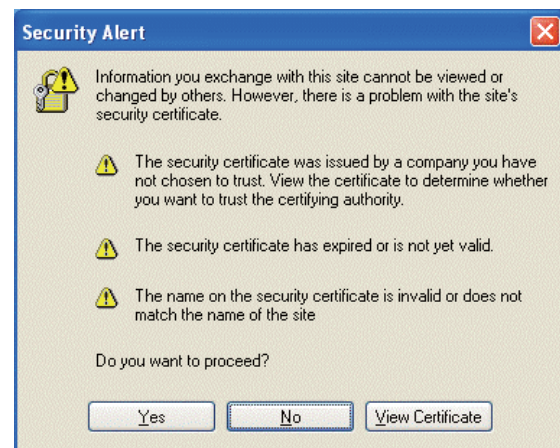 Security Alert
Information you exchange with this site cannot be viewed or
changed by others. However, there is a problem with the site's
security certificate.
The security certificate was issued by a company you have
not chosen to trust. View the certificate to determine whether
you want to trust the certifying authority.
The security certificate has expired or is not yet valid.
The name on the security certificate is invalid or does not
match the name of the site
Do you want to proceed?
Yes No View Certificate